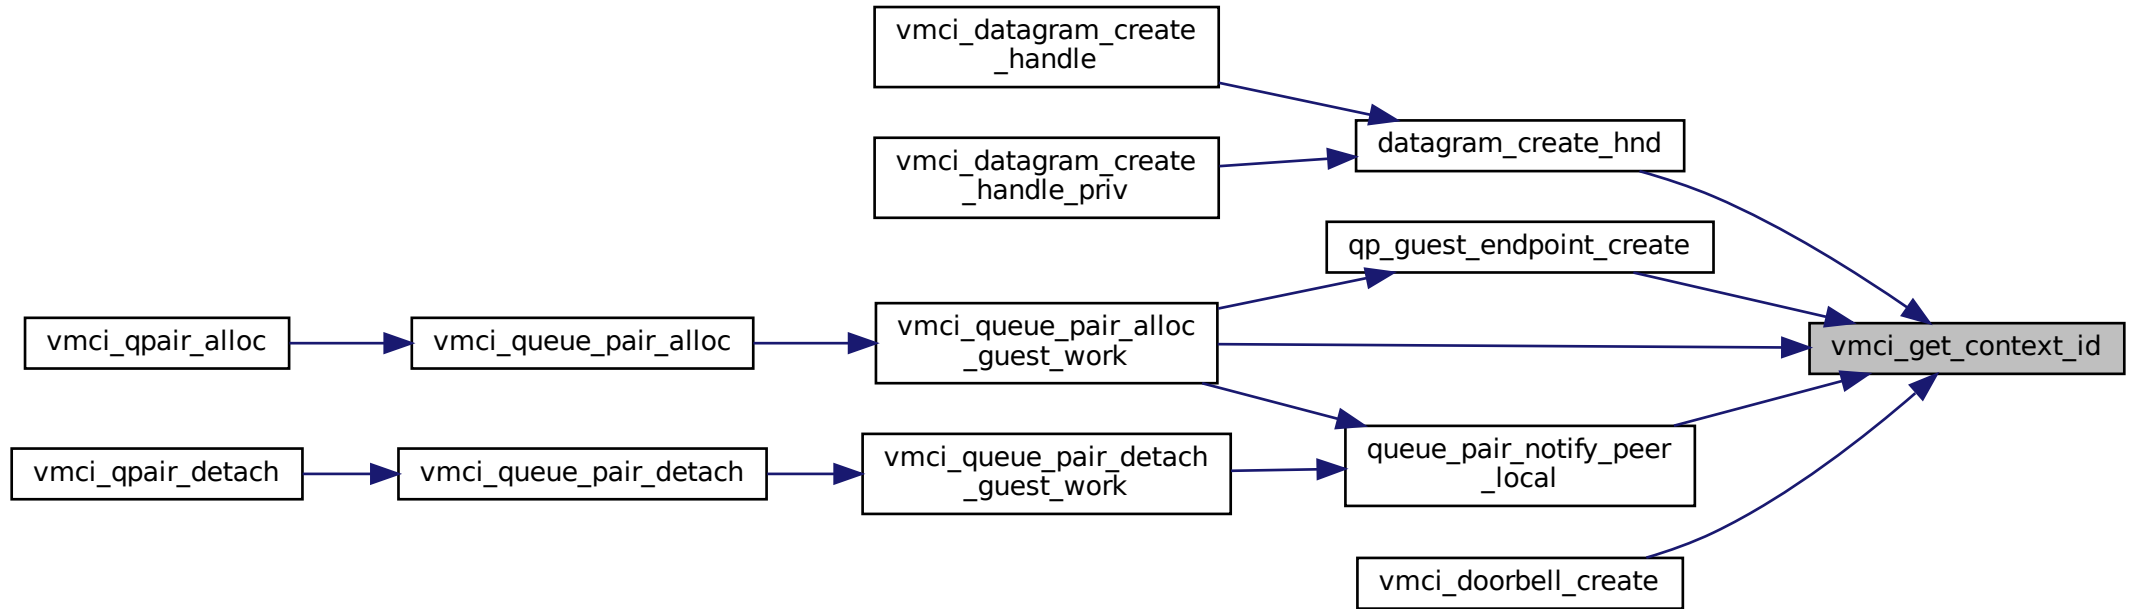 vmci_datagram_create
_handle
datagram_create_hnd
vmci_datagram_create
_handle_priv
qp_guest_endpoint_create
vmci_qpair_alloc
vmci_queue_pair_alloc
vmci_queue_pair_alloc
_guest_work
vmci_get_context_id
vmci_qpair_detach
vmci_queue_pair_detach
vmci_queue_pair_detach
_guest_work
queue_pair_notify_peer
_local
vmci_doorbell_create